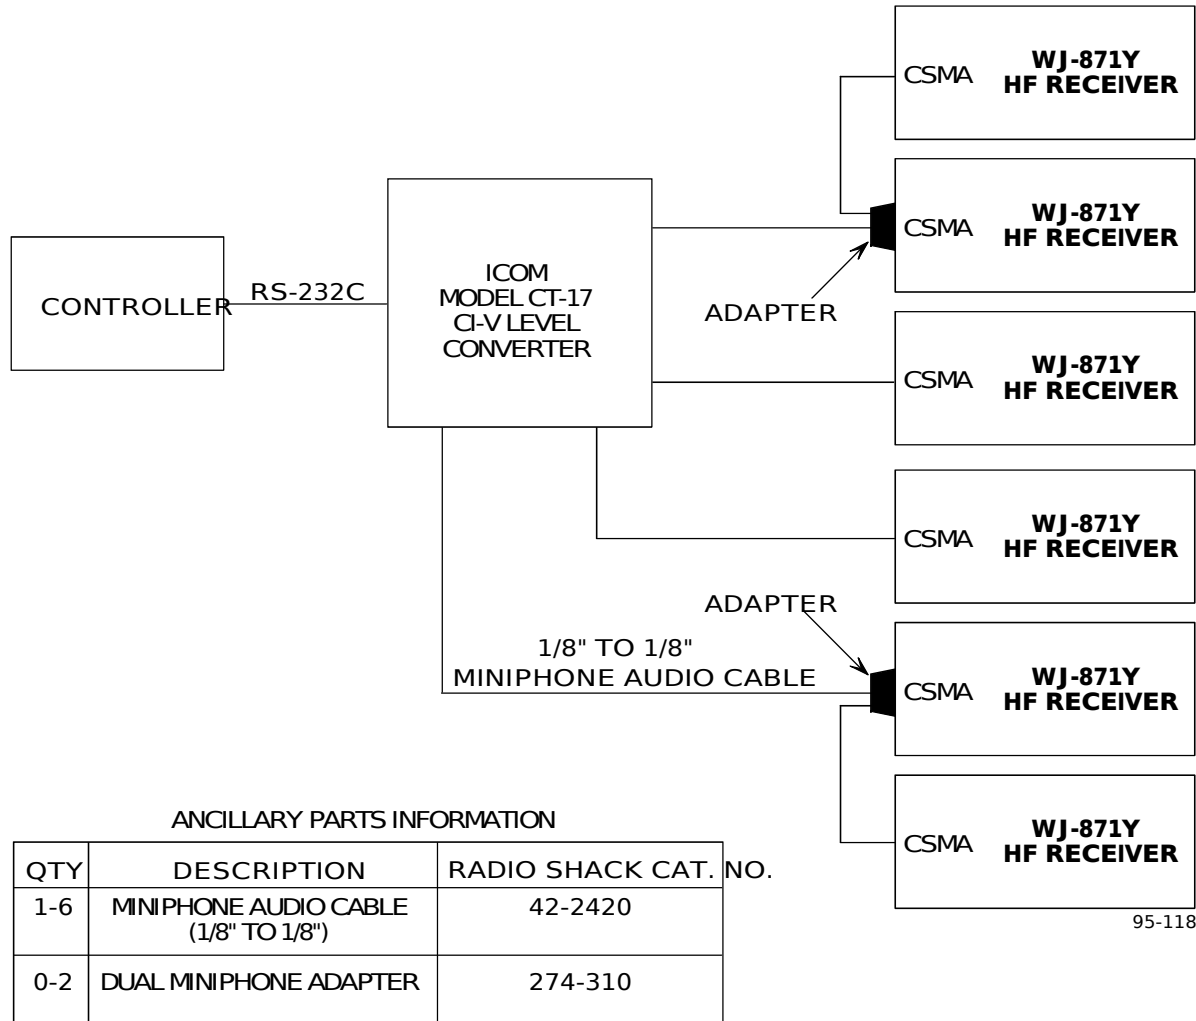 CSMA
WJ-871Y
HF RECEIVER
CSMA
WJ-871Y
HF RECEIVER
CONTROLLER
RS-232C
ICOM
MODEL CT-17
CI-V LEVEL
CONVERTER
ADAPTER
CSMA
WJ-871Y
HF RECEIVER
CSMA
WJ-871Y
HF RECEIVER
ADAPTER
1/8" TO 1/8"
MINIPHONE AUDIO CABLE
CSMA
WJ-871Y
HF RECEIVER
CSMA
WJ-871Y
HF RECEIVER
95-118
ANCILLARY PARTS INFORMATION
QTY DESCRIPTION RADIO SHACK CAT. NO.
1-6 MINIPHONE AUDIO CABLE 42-2420
(1/8" TO 1/8")
0-2 DUAL MINIPHONE ADAPTER 274-310